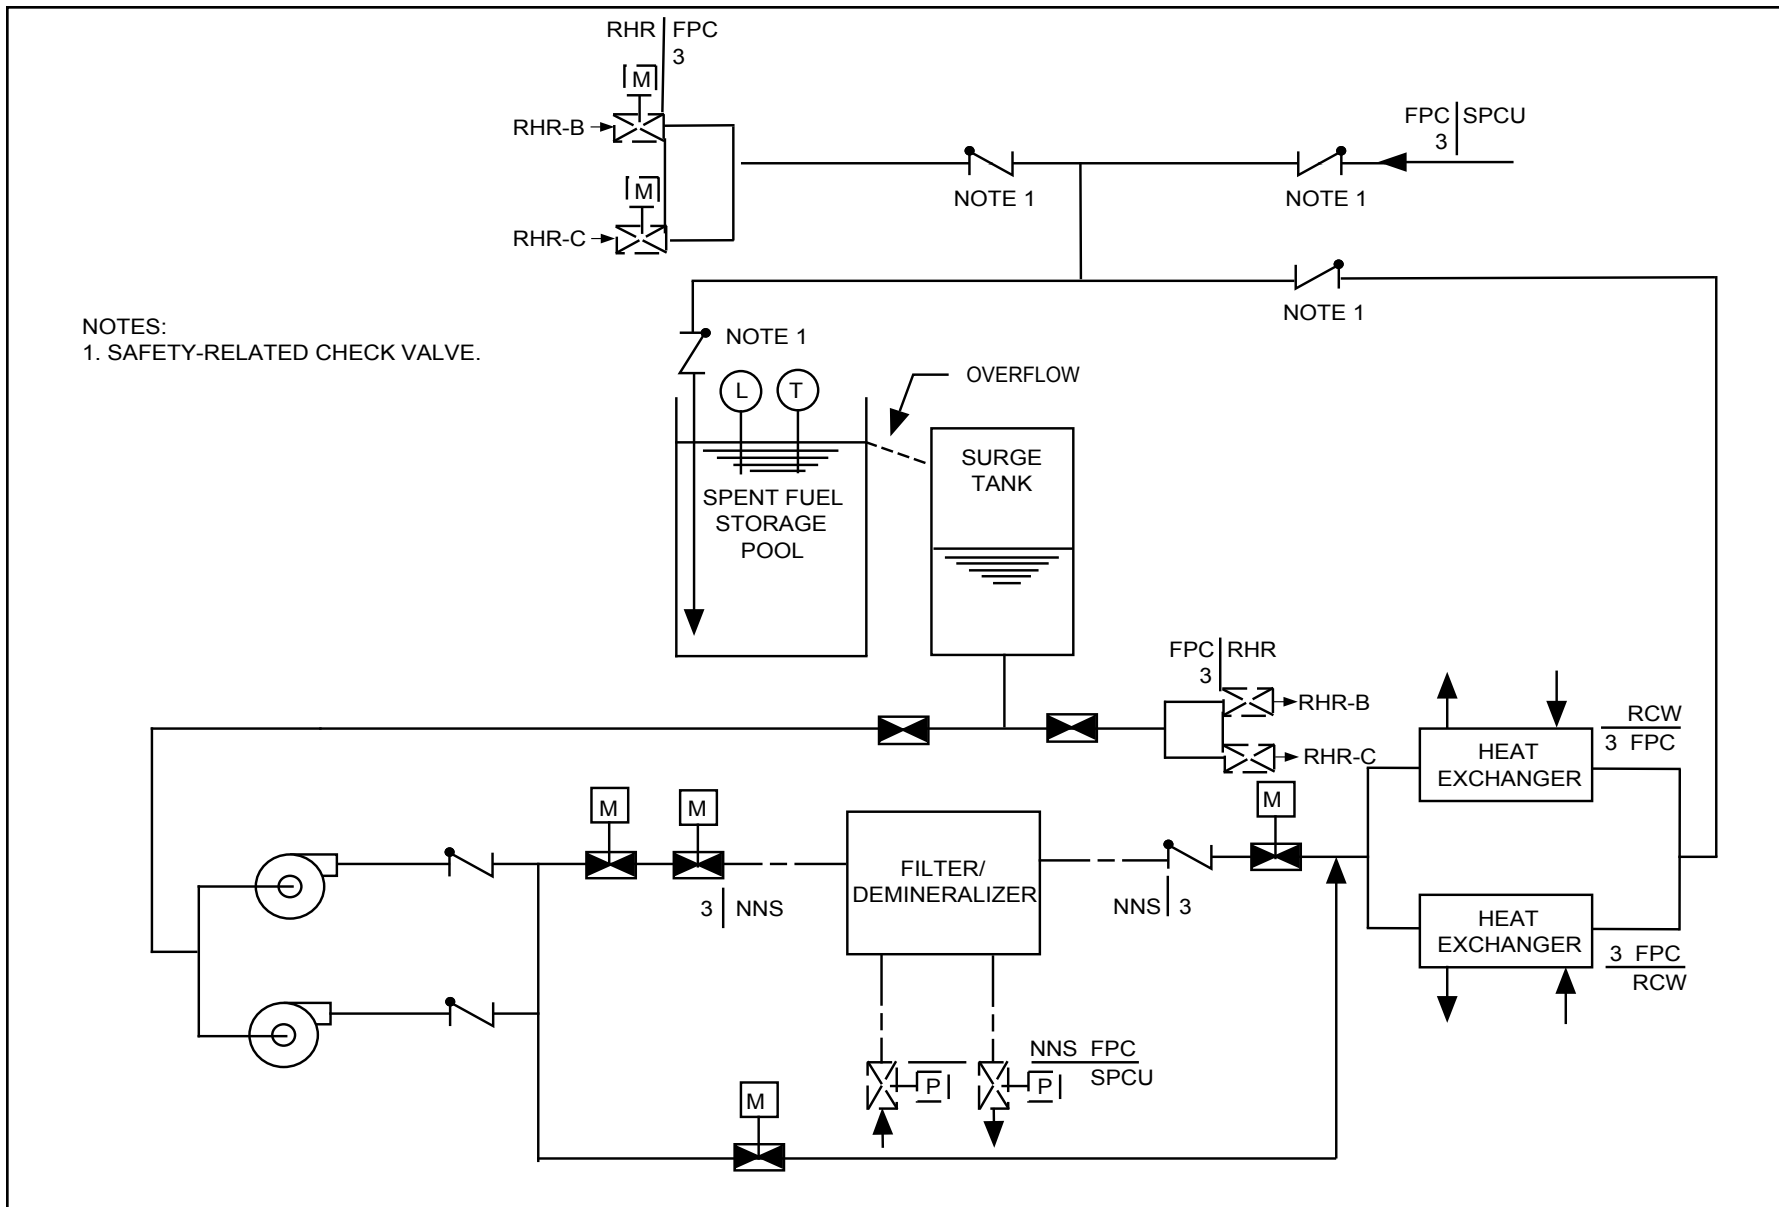 RHR FPC
3
M
RHR-B
M
RHR-C
FPC SPCU
3
NOTE 1
NOTE 1
NOTE 1
NOTES:
1. SAFETY-RELATED CHECK VALVE.
NOTE 1
L
T
OVERFLOW
SPENT FUEL
STORAGE
POOL
SURGE
TANK
FPC RHR
3
RHR-B
RHR-C
RCW
3 FPC
HEAT
EXCHANGER
M
M
M
FILTER/
DEMINERALIZER
3 NNS
NNS 3
HEAT
EXCHANGER
3 FPC
RCW
NNS FPC
SPCU
P
P
M